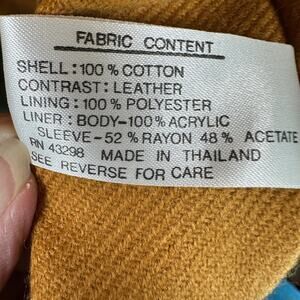 FABRIC CONTENT
SHELL: 100% COTTON
CONTRAST: LEATHER
LINING: 100% POLYESTER
LINER: BODY-100% ACRYLIC
SLEEVE-52% RAYON 48% ACETATE
RN 43298 MADE IN THAILAND
SEE REVERSE FOR CARE